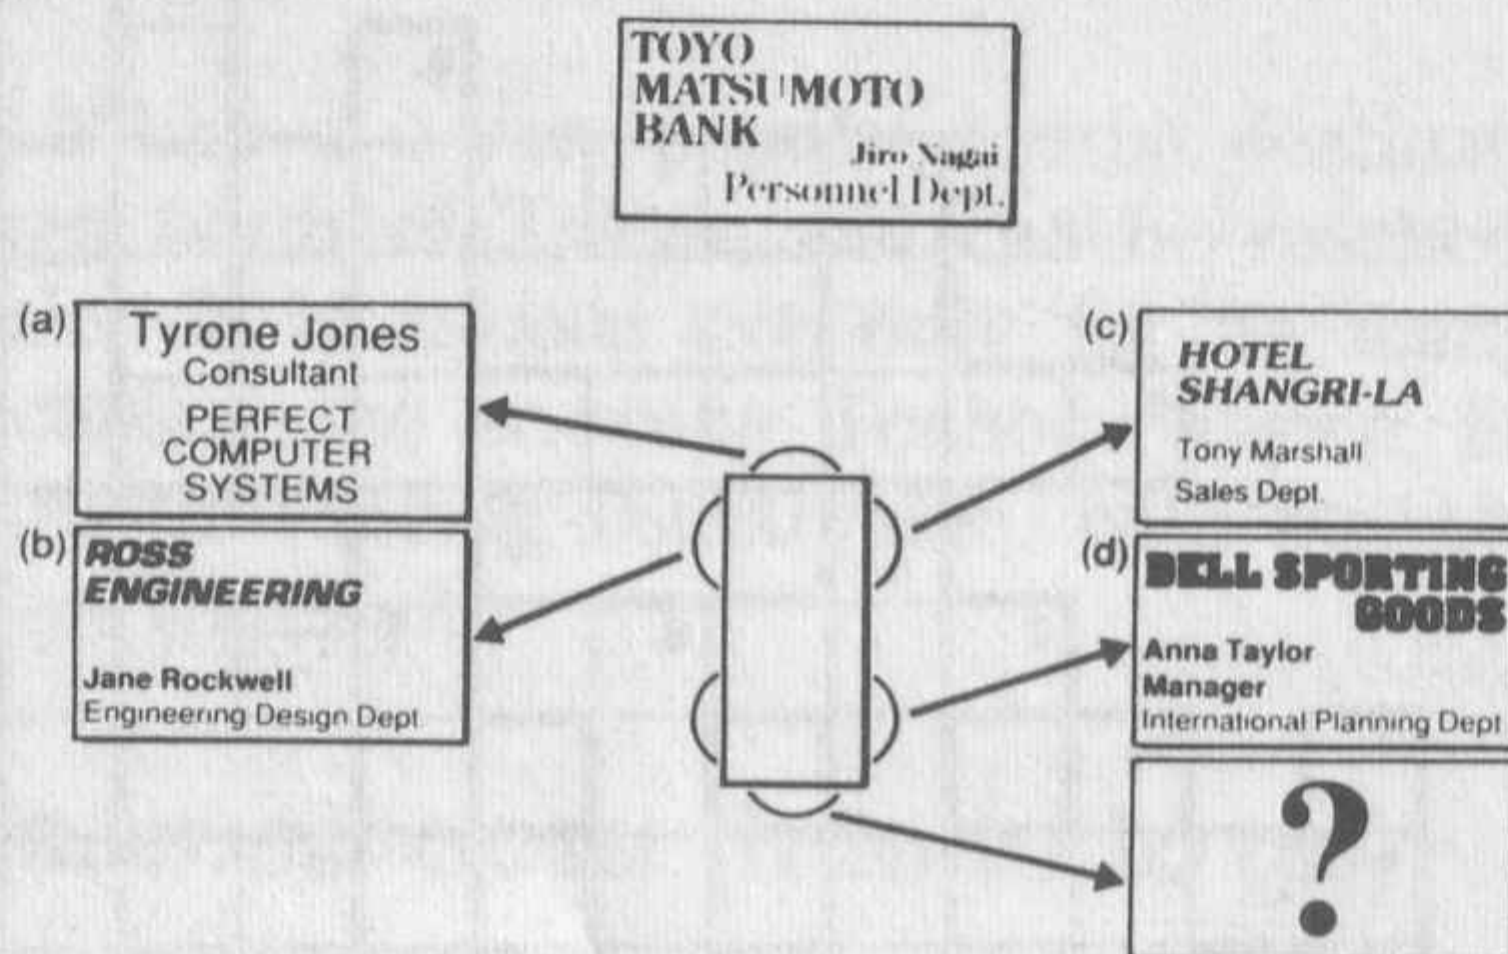 TOYO
MATSUMOTO
BANK
Jiro Nagai
Personnel Dept.
(a)
Tyrone Jones
Consultant
PERFECT
COMPUTER
SYSTEMS
(b)
ROSS
ENGINEERING
Jane Rockwell
Engineering Design Dept.
(c)
HOTEL
SHANGRI-LA
Tony Marshall
Sales Dept.
(d)
DELL SPORTING
GOODS
Anna Taylor
Manager
International Planning Dept
?